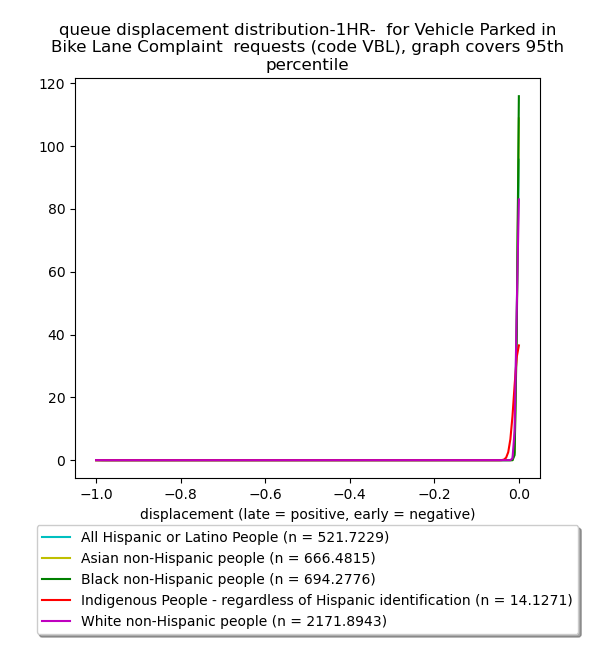 queue displacement distribution-1HR-  for Vehicle Parked in
Bike Lane Complaint  requests (code VBL), graph covers 95th
percentile
120
100
80
60
40
20
0
−1.0 −0.8 −0.6 −0.4 −0.2 0.0
displacement (late = positive, early = negative)
All Hispanic or Latino People (n = 521.7229)
Asian non-Hispanic people (n = 666.4815)
Black non-Hispanic people (n = 694.2776)
Indigenous People - regardless of Hispanic identification (n = 14.1271)
White non-Hispanic people (n = 2171.8943)